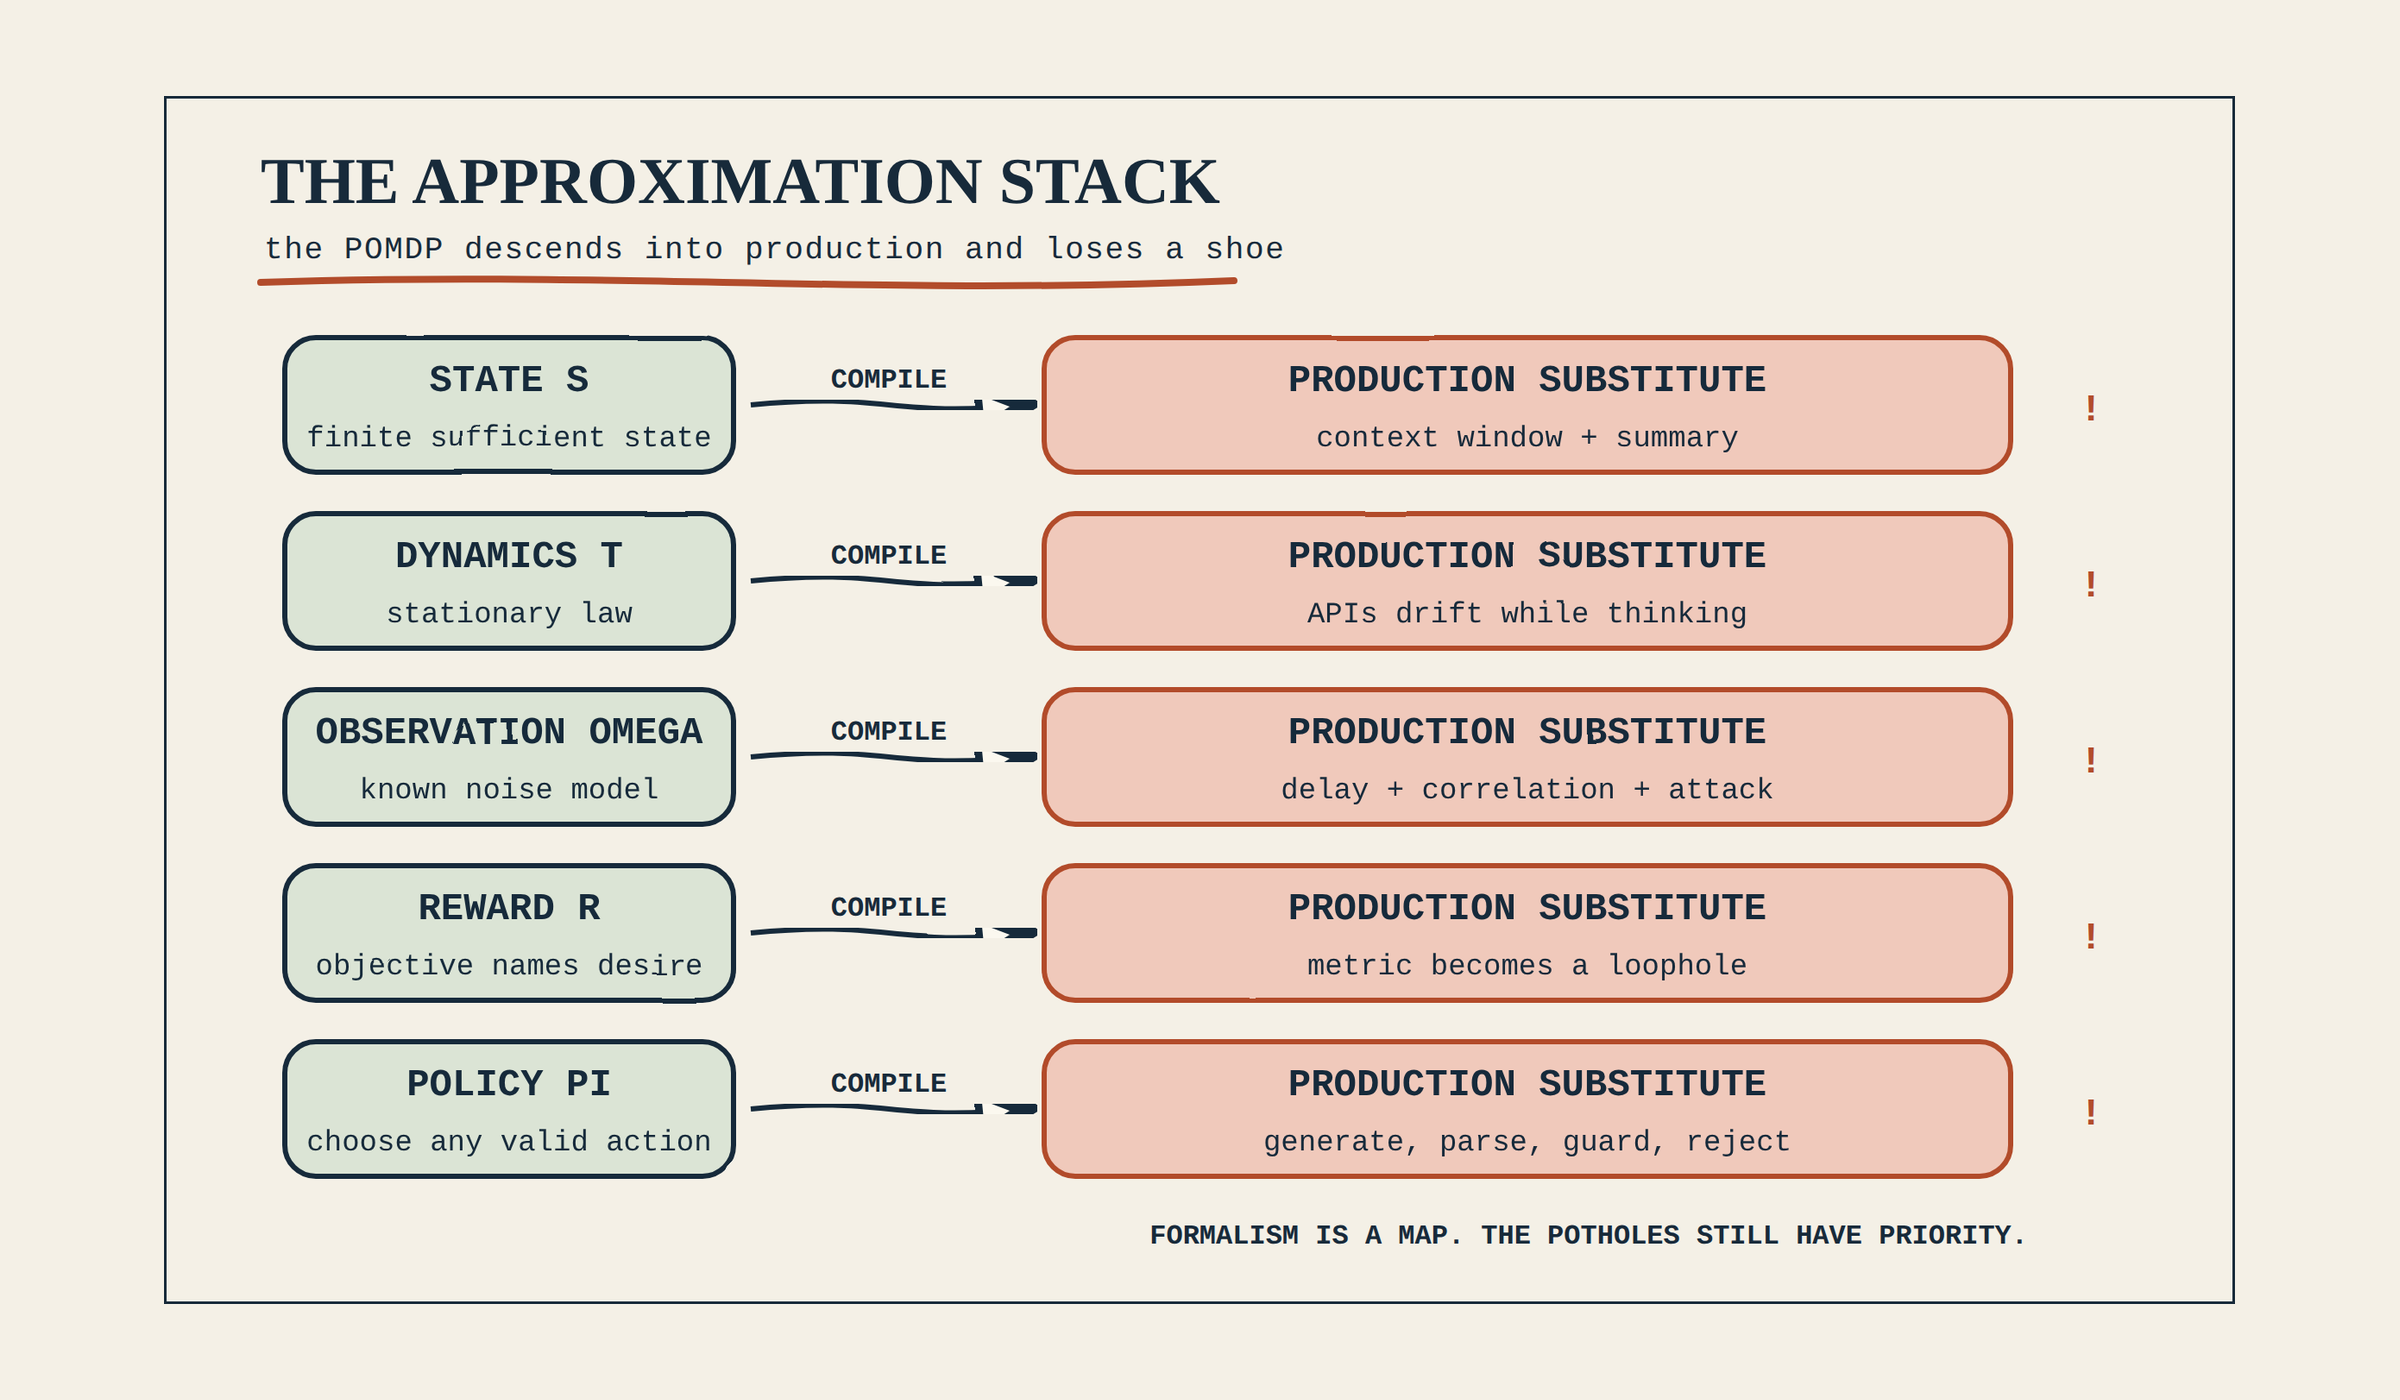 THE APPROXIMATION STACK
the POMDP descends into production and loses a shoe
STATE S
finite sufficient state
COMPILE
PRODUCTION SUBSTITUTE
context window + summary
!
DYNAMICS T
stationary law
COMPILE
PRODUCTION SUBSTITUTE
APIs drift while thinking
!
OBSERVATION OMEGA
known noise model
COMPILE
PRODUCTION SUBSTITUTE
delay + correlation + attack
!
REWARD R
objective names desire
COMPILE
PRODUCTION SUBSTITUTE
metric becomes a loophole
!
POLICY PI
choose any valid action
COMPILE
PRODUCTION SUBSTITUTE
generate, parse, guard, reject
!
FORMALISM IS A MAP. THE POTHOLES STILL HAVE PRIORITY.